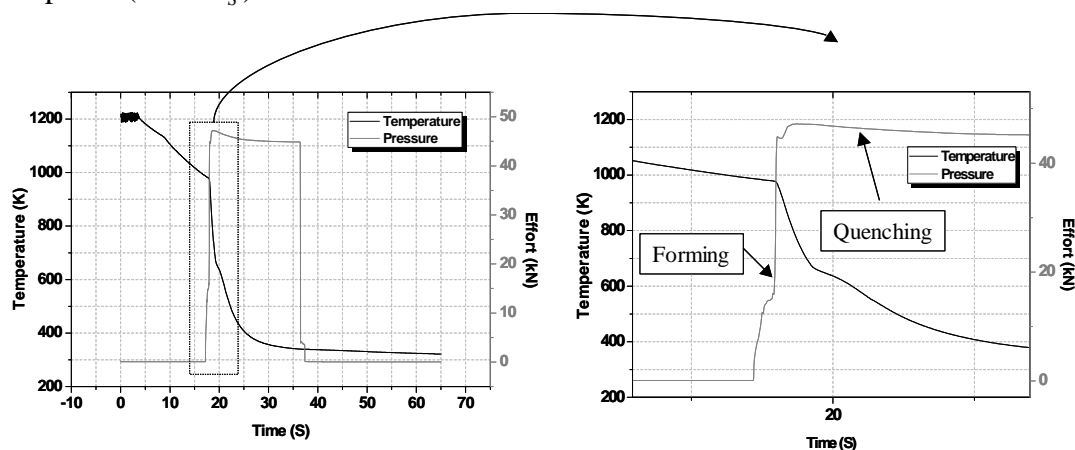 Temperature
Pressure
1200
1000
800
600
400
200
50
40
30
20
10
0
Temperature (K)
Effort (kN)
-10 0 10 20 30 40 50 60 70
Time (S)
Temperature
Pressure
Quenching
Forming
1200
1000
800
600
400
200
40
20
0
Temperature (K)
Effort (kN)
20
Time (S)